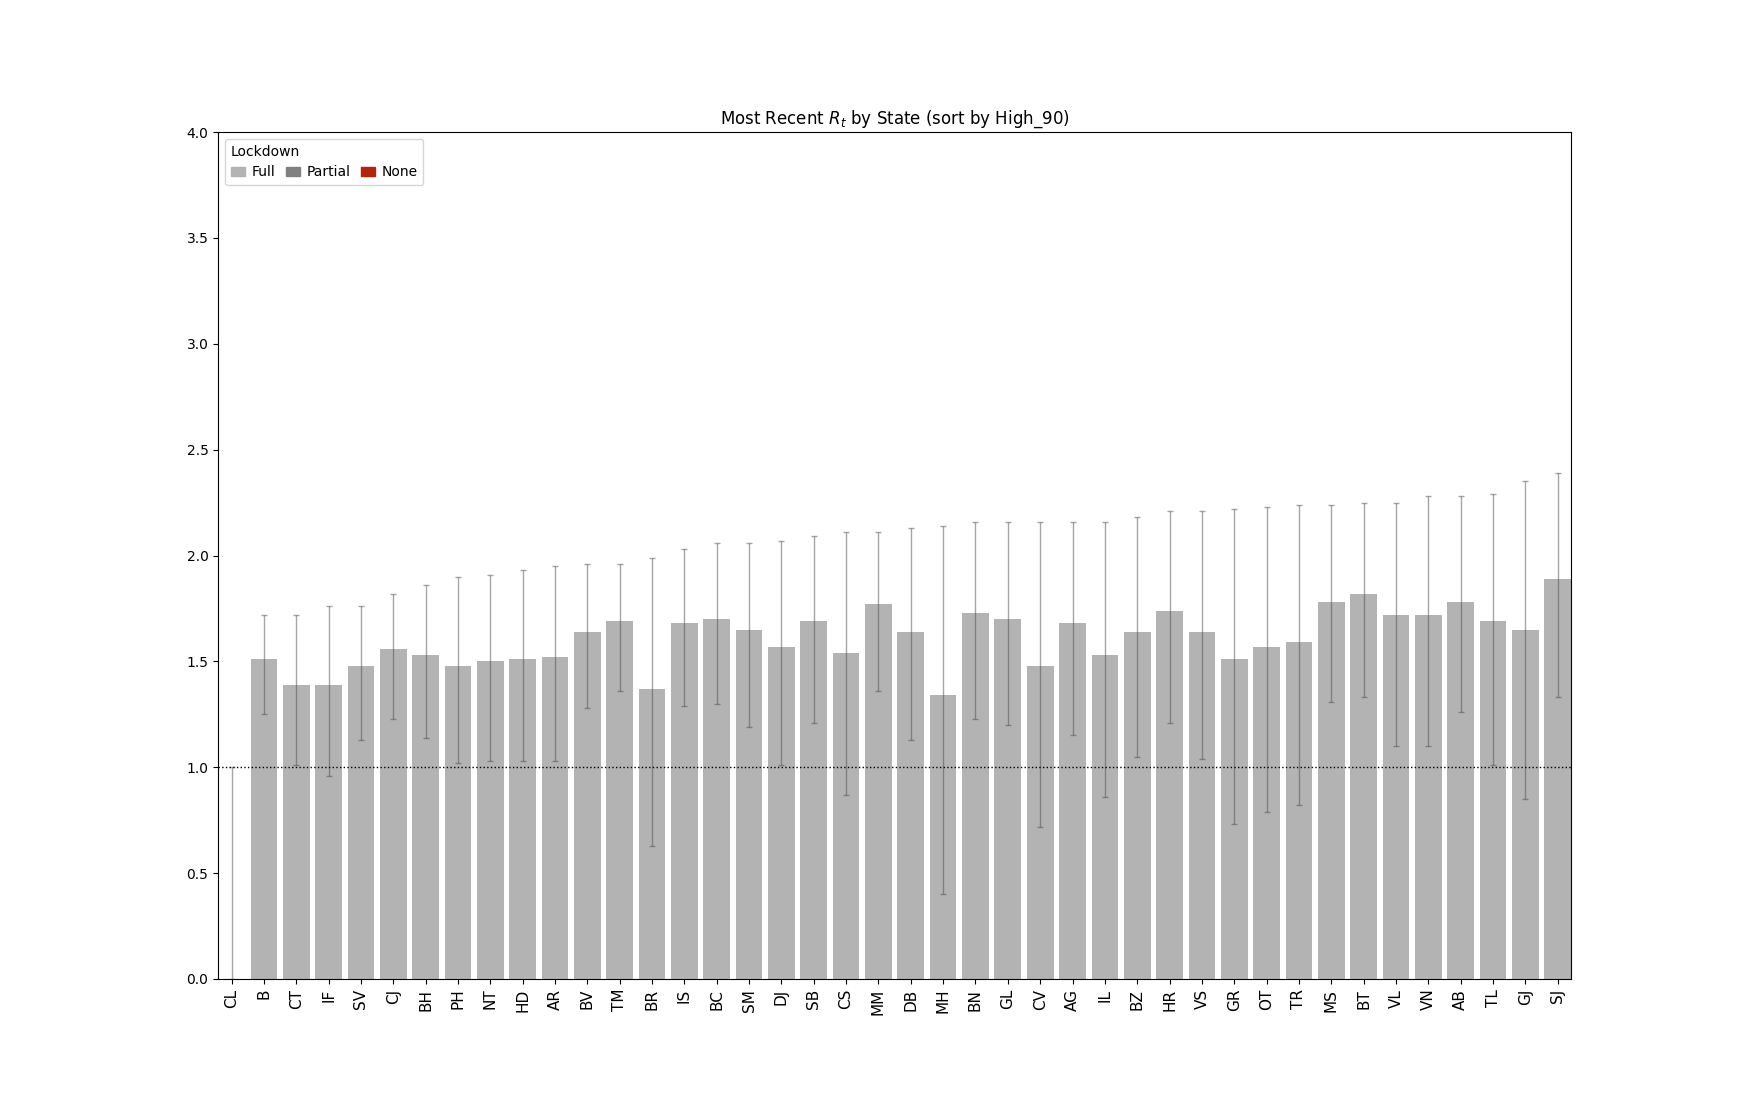 Most Recent R_t by State (sort by High_90)
4.0
3.5
3.0
2.5
2.0
1.5
1.0
0.5
0.0
Lockdown
Full Partial None
CL B CT IF SV CJ BH PH NT HD AR BV TM BR IS BC SM DJ SB CS MM DB MH BN GL CV AG IL BZ HR VS GR OT TR MS BT VL VN AB TL GJ SJ